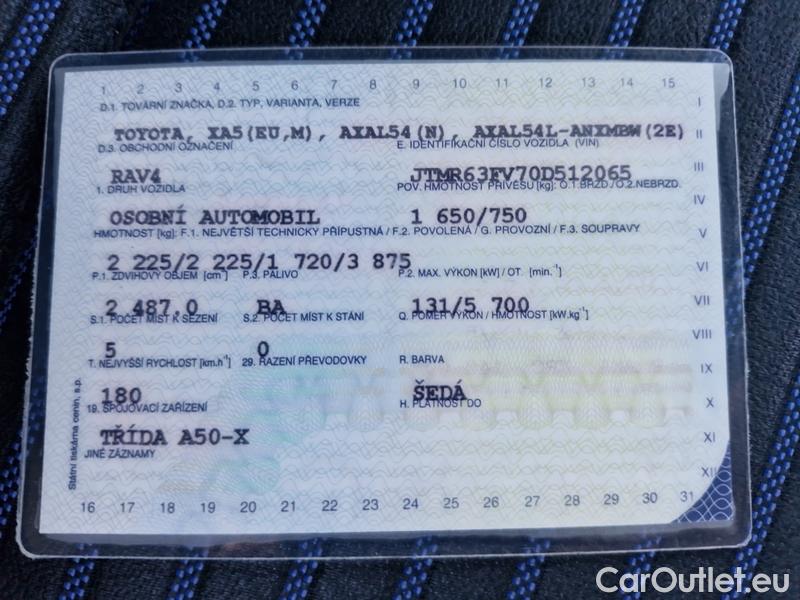 1 2 3 4 5 6 7 8 9 10 11 12 13 14 15
D.1. TOVÁRNÍ ZNAČKA, D.2. TYP, VARIANTA, VERZE I
TOYOTA, XA5(EU,M), AXAL54(N), AXAL54L-ANXMBW(2E) II
D.3. OBCHODNÍ OZNAČENÍ E. IDENTIFIKAČNÍ ČÍSLO VOZIDLA (VIN)
RAV4 JTMR63FV70D512065 III
1. DRUH VOZIDLA POV. HMOTNOST PŘÍVĚSU [kg]: O.1.BRZD./O.2.NEBRZD.
OSOBNÍ AUTOMOBIL 1 650/750 IV
HMOTNOST [kg]: F.1. NEJVĚTŠÍ TECHNICKY PŘÍPUSTNÁ / F.2. POVOLENÁ / G. PROVOZNÍ / F.3. SOUPRAVY V
2 225/2 225/1 720/3 875 VI
P.1. ZDVIHOVÝ OBJEM [cm³] P.3. PALIVO P.2. MAX. VÝKON [kW] / OT. [min.⁻¹]
2 487.0 BA 131/5 700 VII
S.1. POČET MÍST K SEZENÍ S.2. POČET MÍST K STÁNÍ Q. POMĚR VÝKON / HMOTNOST [kW.kg⁻¹]
5 0 VIII
T. NEJVYŠŠÍ RYCHLOST [km.h⁻¹] 29. ŘAZENÍ PŘEVODOVKY R. BARVA
180 ŠEDÁ IX
19. SPOJOVACÍ ZAŘÍZENÍ H. PLATNOST DO X
TŘÍDA A50-X XI
JINÉ ZÁZNAMY
XII
16 17 18 19 20 21 22 23 24 25 26 27 28 29 30 31
Státní tiskárna cenin, s.p.
CarOutlet.eu